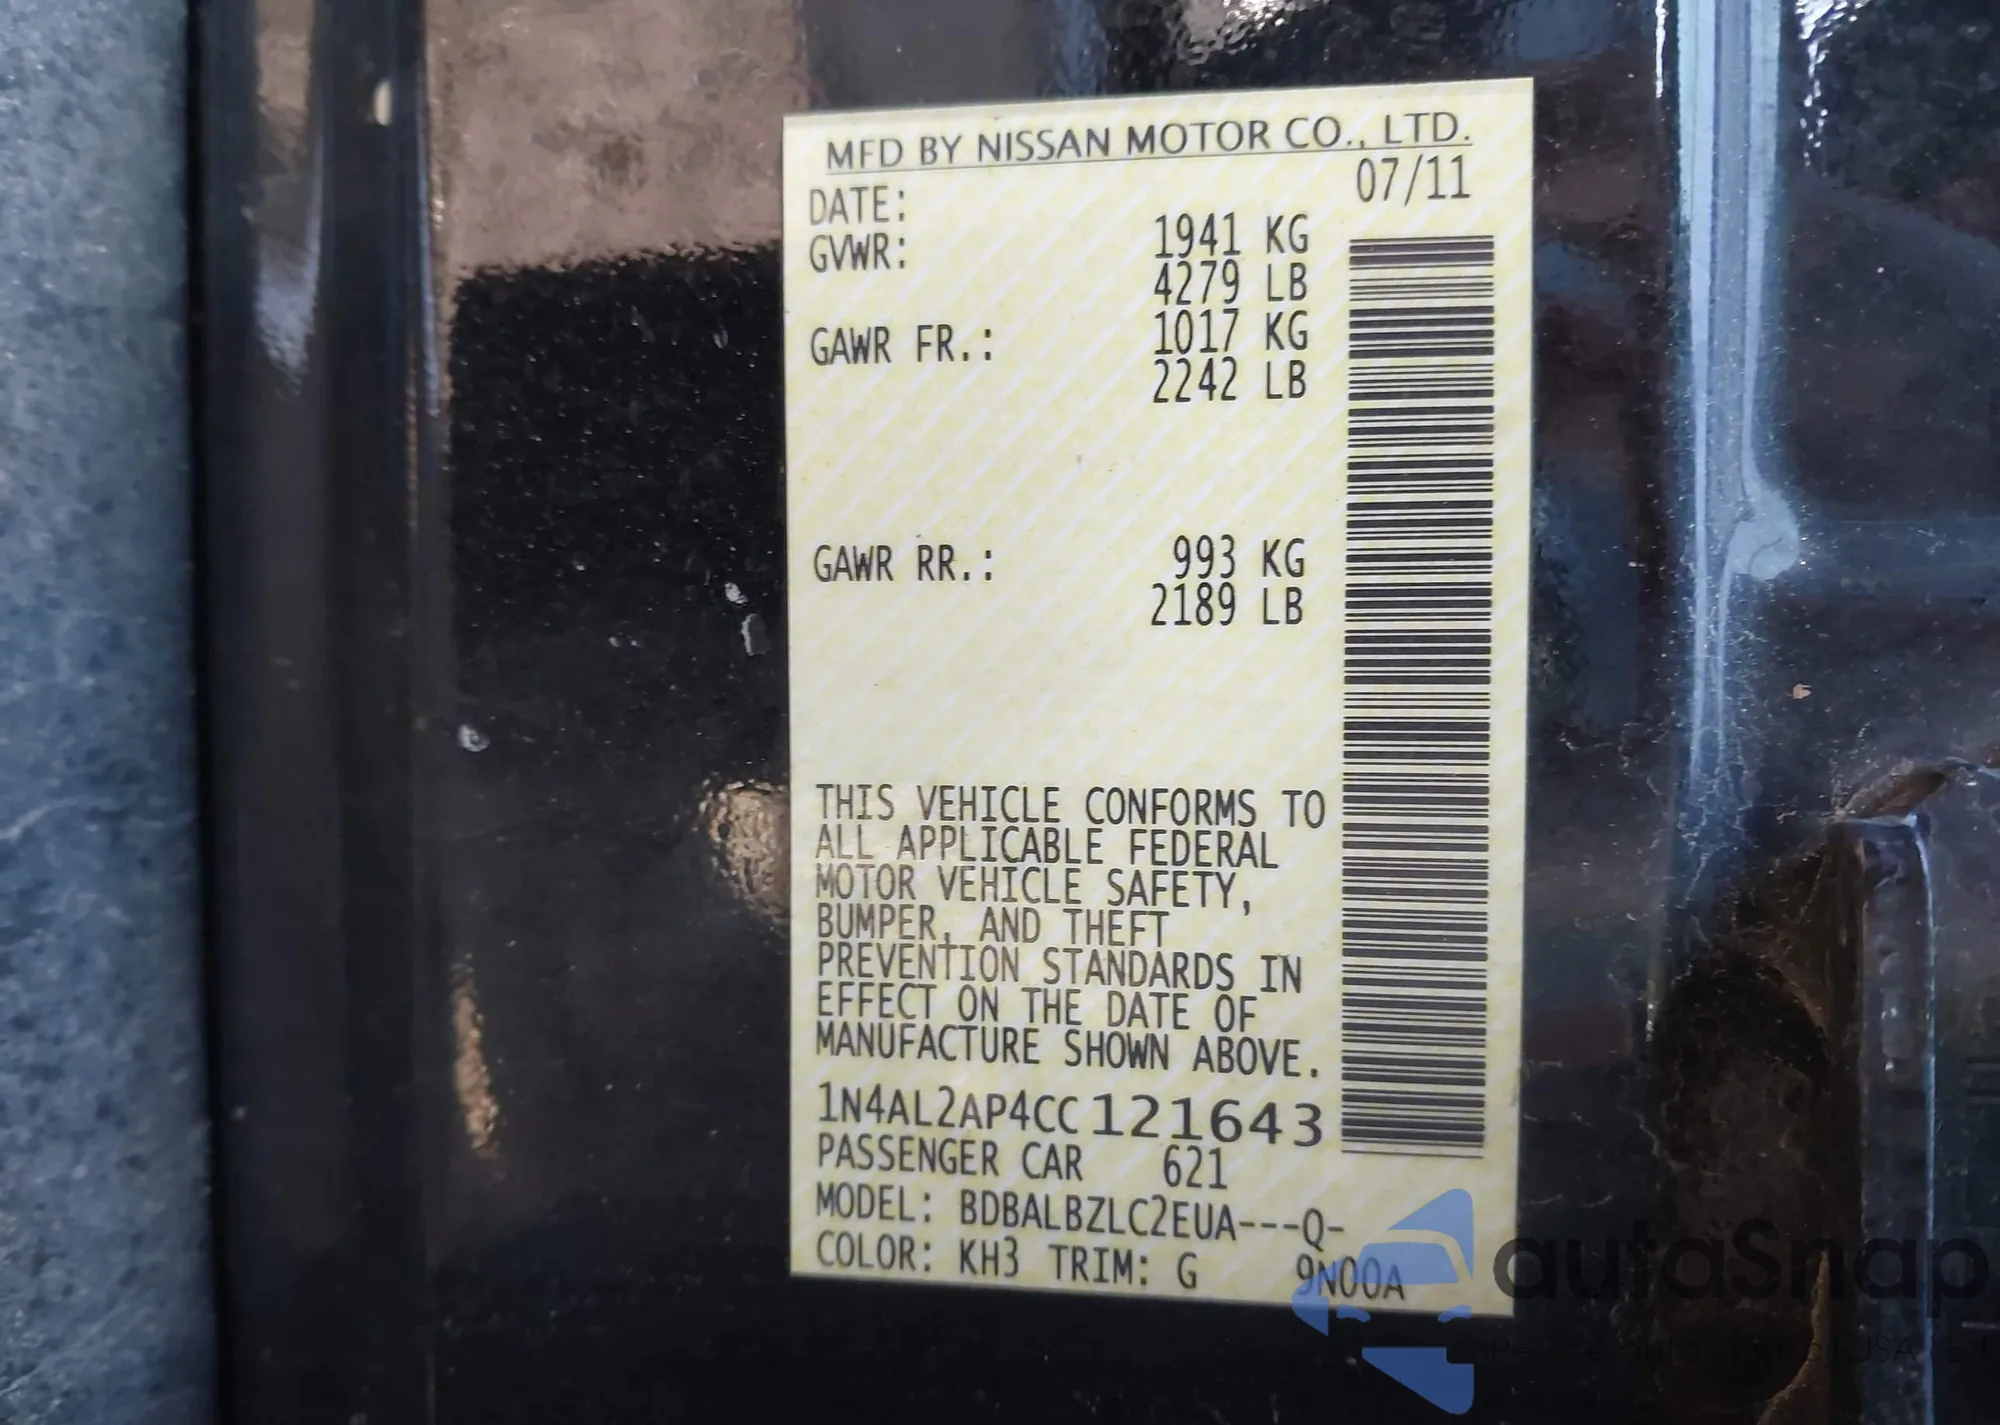 MFD BY NISSAN MOTOR CO., LTD.
DATE: 07/11
GVWR: 1941 KG
4279 LB
GAWR FR.: 1017 KG
2242 LB
GAWR RR.: 993 KG
2189 LB
THIS VEHICLE CONFORMS TO
ALL APPLICABLE FEDERAL
MOTOR VEHICLE SAFETY,
BUMPER, AND THEFT
PREVENTION STANDARDS IN
EFFECT ON THE DATE OF
MANUFACTURE SHOWN ABOVE.
1N4AL2AP4CC121643
PASSENGER CAR 621
MODEL: BDBALBZLC2EUA---Q-
COLOR: KH3 TRIM: G 9N00A
autaSnap